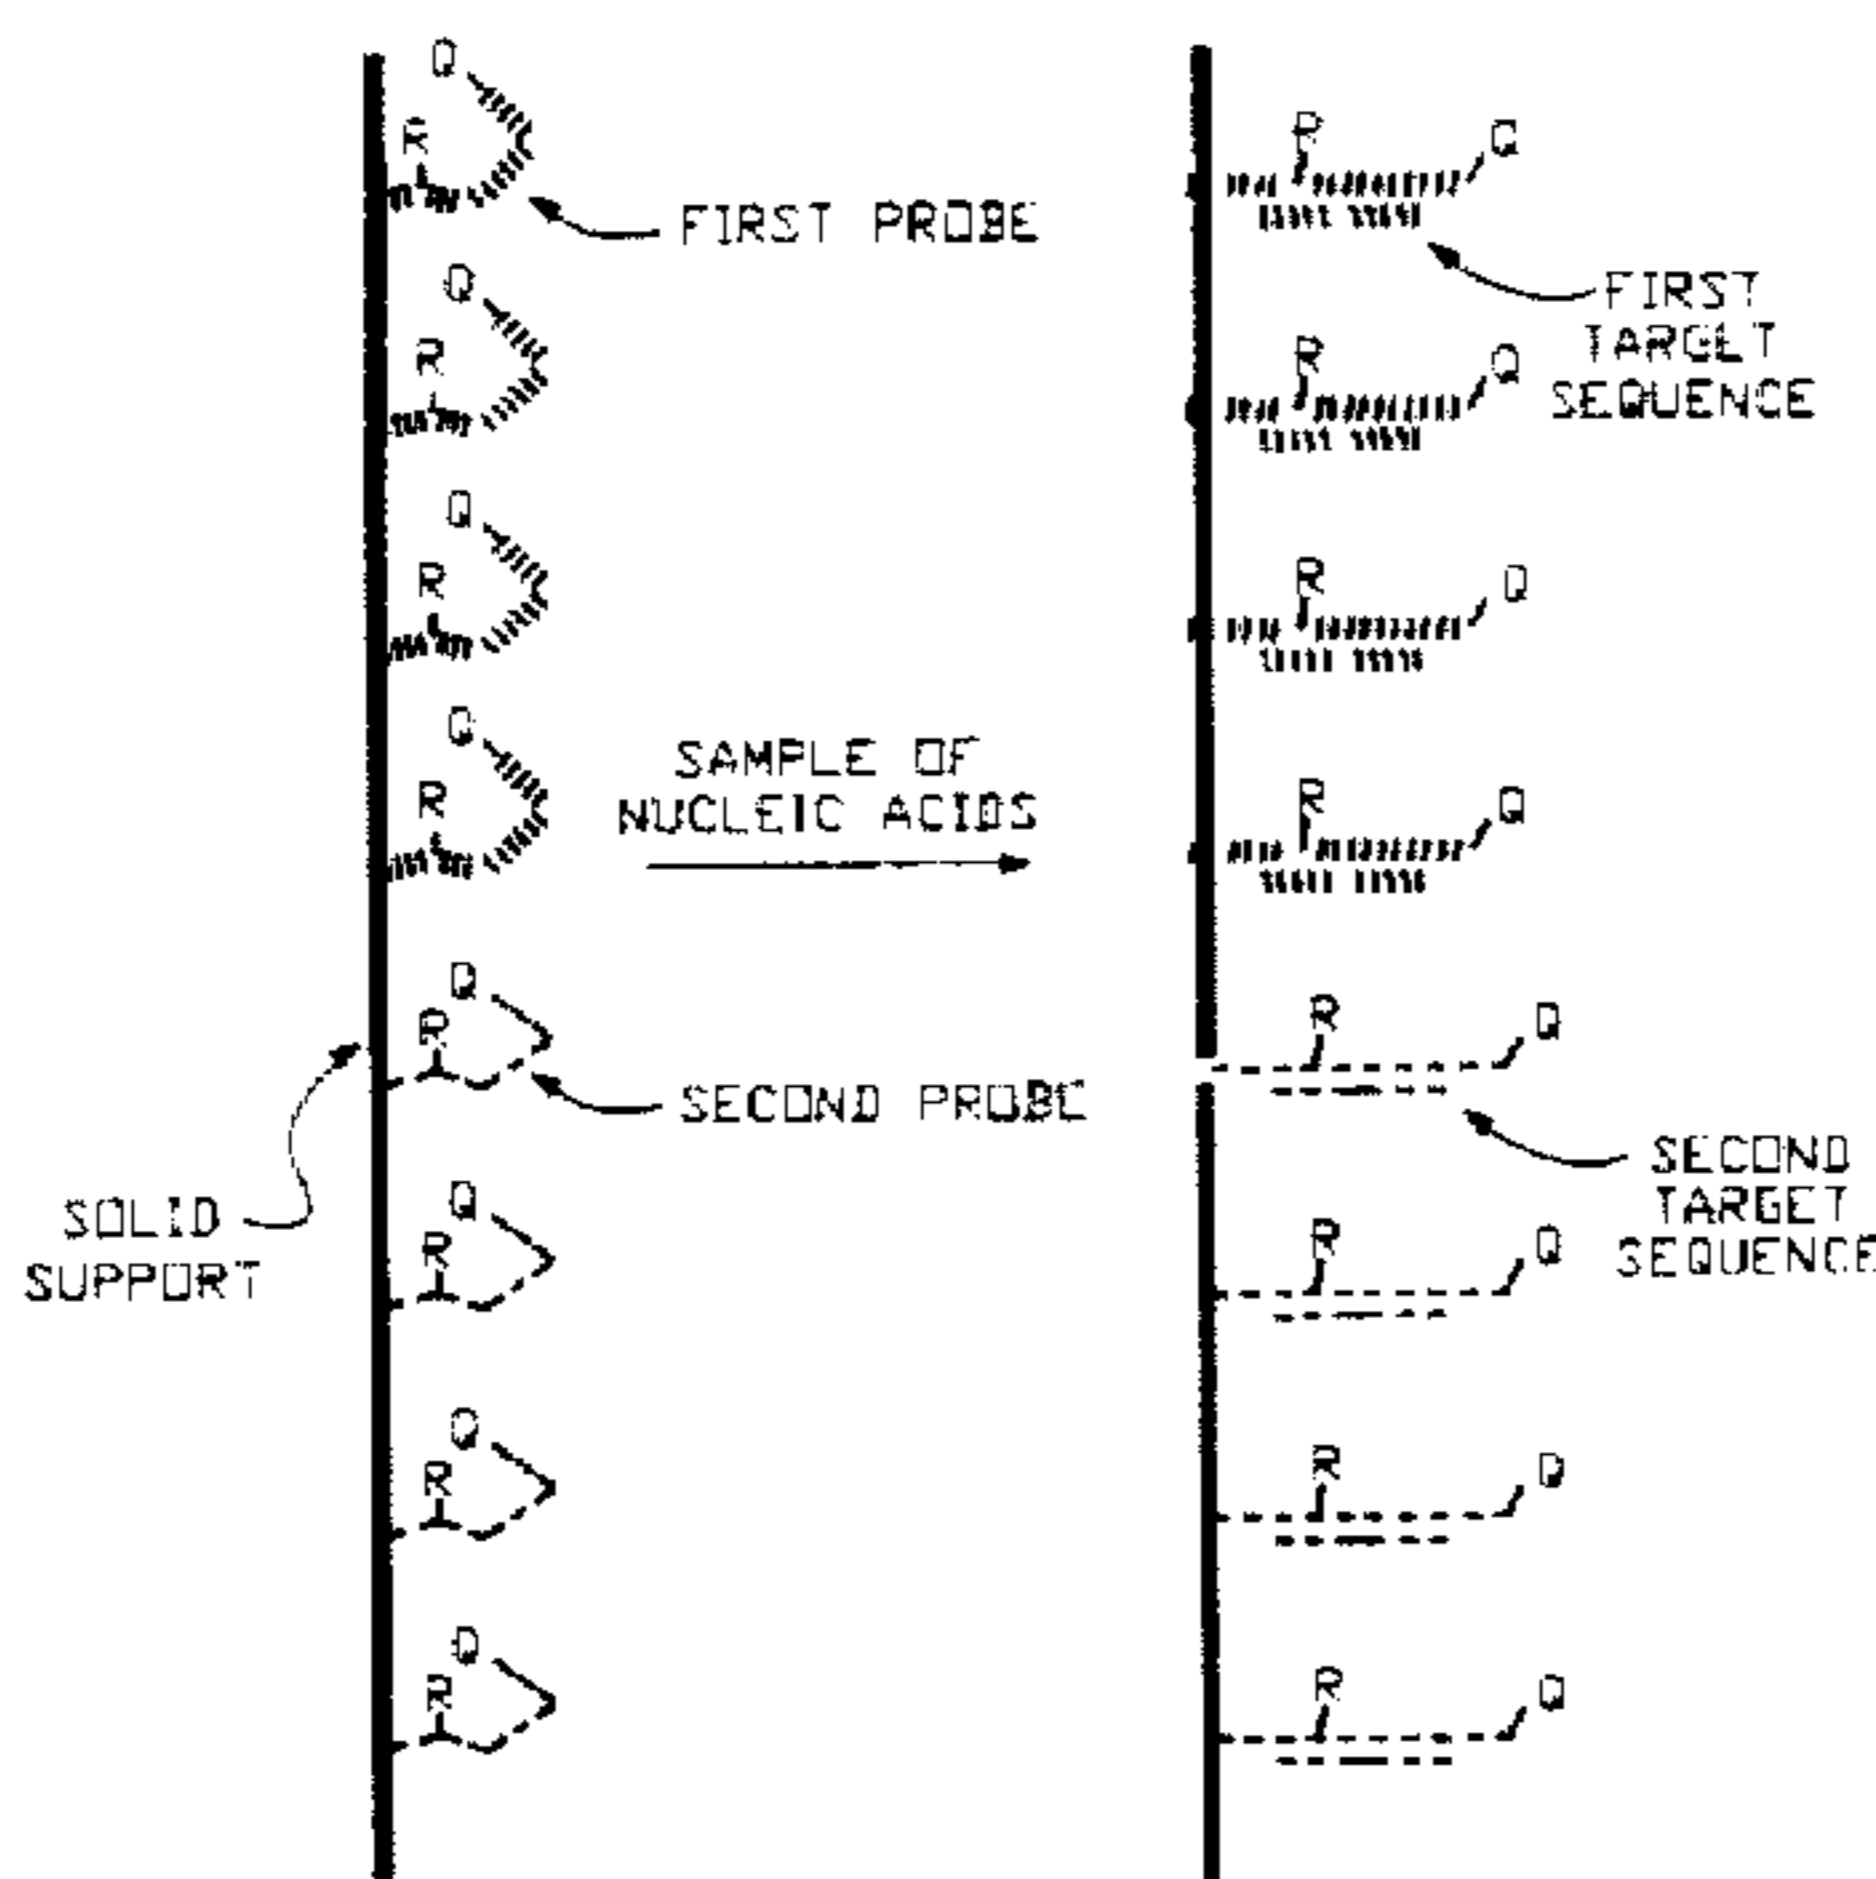 Q
R
FIRST PROBE
Q
R
Q
R
Q
R
SAMPLE OF
NUCLEIC ACIDS
Q
R
SECOND PROBE
SOLID
SUPPORT
Q
R
Q
R
Q
R
R
Q
FIRST
TARGET
SEQUENCE
R
Q
R
Q
R
Q
R
Q
SECOND
TARGET
SEQUENCE
R
Q
R
Q
R
Q